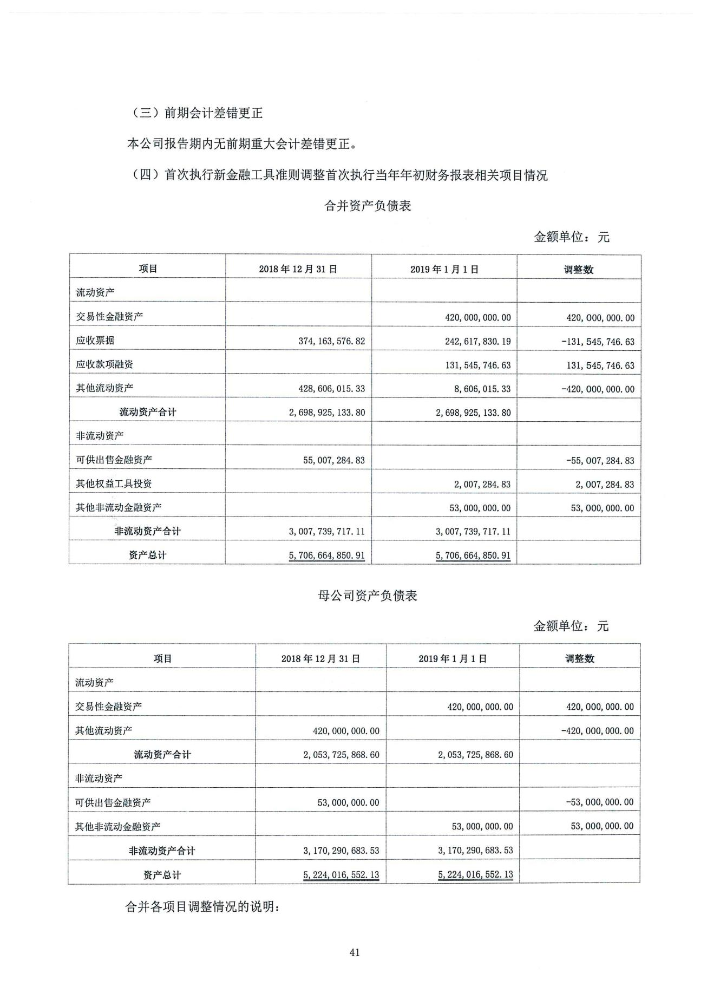 （三）前期会计差错更正
本公司报告期内无前期重大会计差错更正。
（四）首次执行新金融工具准则调整首次执行当年年初财务报表相关项目情况
合并资产负债表
金额单位：元
项目 2018 年 12 月 31 日 2019 年 1 月 1 日 调整数
流动资产
交易性金融资产 420,000,000.00 420,000,000.00
应收票据 374,163,576.82 242,617,830.19 -131,545,746.63
应收款项融资 131,545,746.63 131,545,746.63
其他流动资产 428,606,015.33 8,606,015.33 -420,000,000.00
流动资产合计 2,698,925,133.80 2,698,925,133.80
非流动资产
可供出售金融资产 55,007,284.83 -55,007,284.83
其他权益工具投资 2,007,284.83 2,007,284.83
其他非流动金融资产 53,000,000.00 53,000,000.00
非流动资产合计 3,007,739,717.11 3,007,739,717.11
资产总计 5,706,664,850.91 5,706,664,850.91
母公司资产负债表
金额单位：元
项目 2018 年 12 月 31 日 2019 年 1 月 1 日 调整数
流动资产
交易性金融资产 420,000,000.00 420,000,000.00
其他流动资产 420,000,000.00 -420,000,000.00
流动资产合计 2,053,725,868.60 2,053,725,868.60
非流动资产
可供出售金融资产 53,000,000.00 -53,000,000.00
其他非流动金融资产 53,000,000.00 53,000,000.00
非流动资产合计 3,170,290,683.53 3,170,290,683.53
资产总计 5,224,016,552.13 5,224,016,552.13
合并各项目调整情况的说明：
41